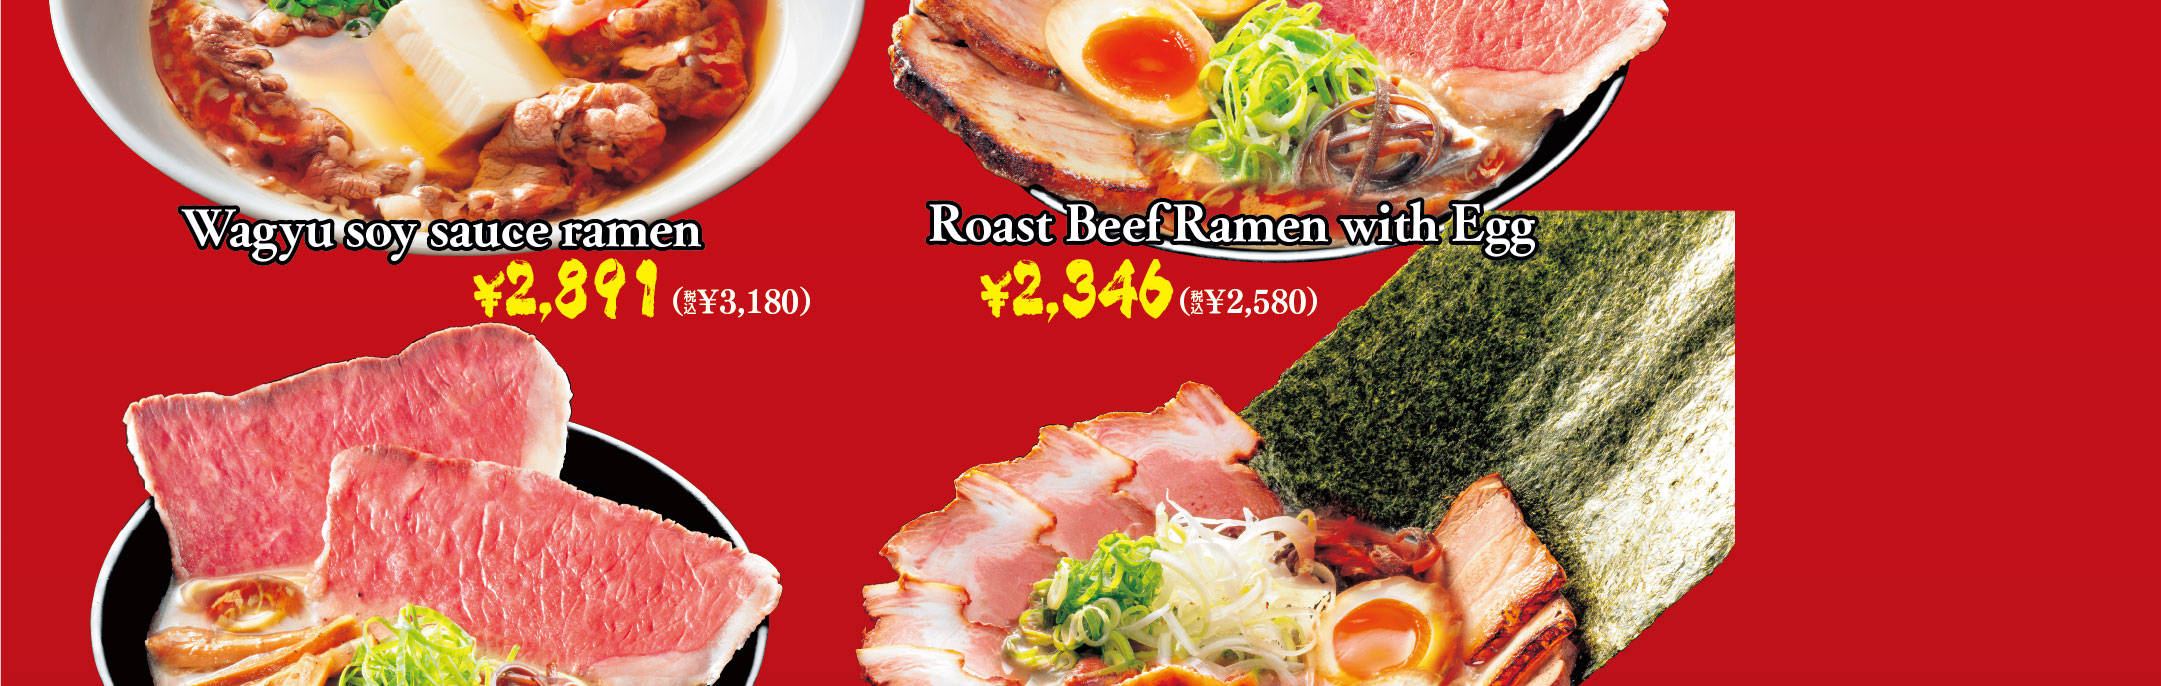 Wagyu soy sauce ramen
¥2,891 (税込¥3,180)
Roast Beef Ramen with Egg
¥2,346 (税込¥2,580)